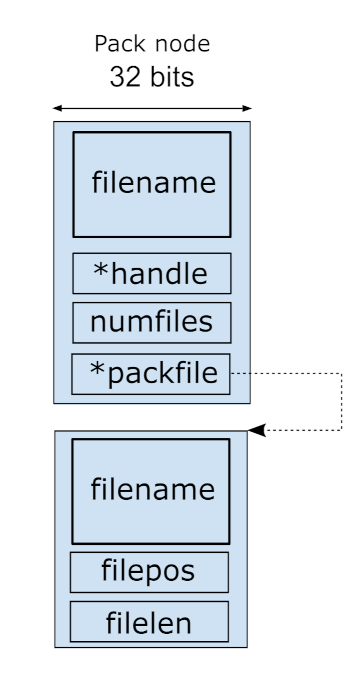 Pack node
32 bits
filename
*handle
numfiles
*packfile
filename
filepos
filelen